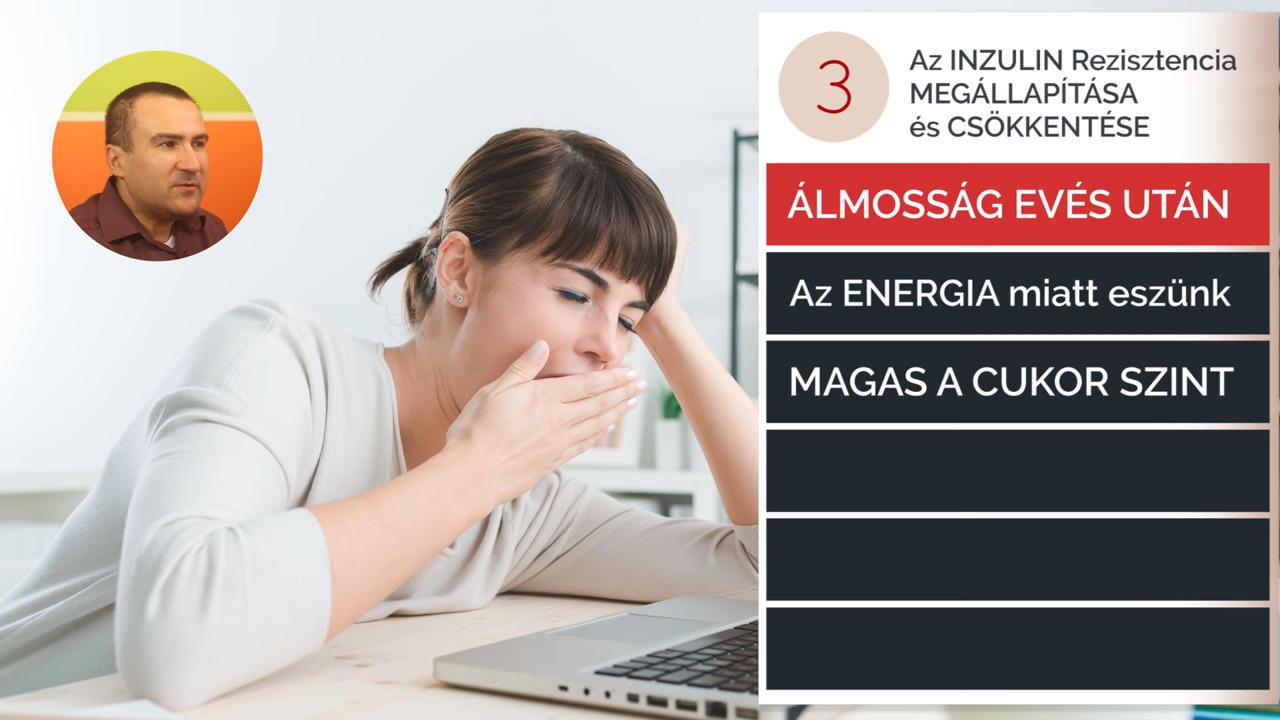 3
Az INZULIN Rezisztencia
MEGÁLLAPÍTÁSA
és CSÖKKENTÉSE
ÁLMOSSÁG EVÉS UTÁN
Az ENERGIA miatt eszünk
MAGAS A CUKOR SZINT